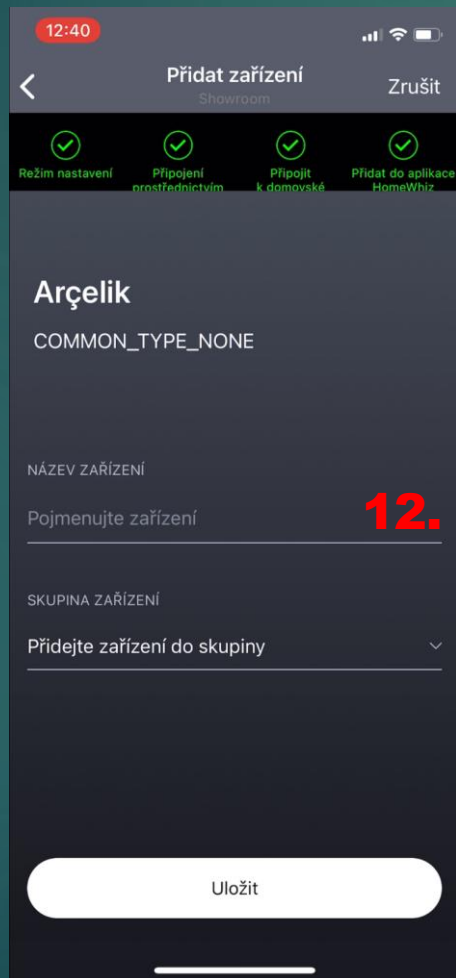 12:40
Přidat zařízení
Showroom
Zrušit
Režim nastavení
Připojení
prostřednictvím
Připojit
k domovské
Přidat do aplikace
HomeWhiz
Arçelik
COMMON_TYPE_NONE
NÁZEV ZAŘÍZENÍ
Pojmenujte zařízení
12.
SKUPINA ZAŘÍZENÍ
Přidejte zařízení do skupiny
Uložit